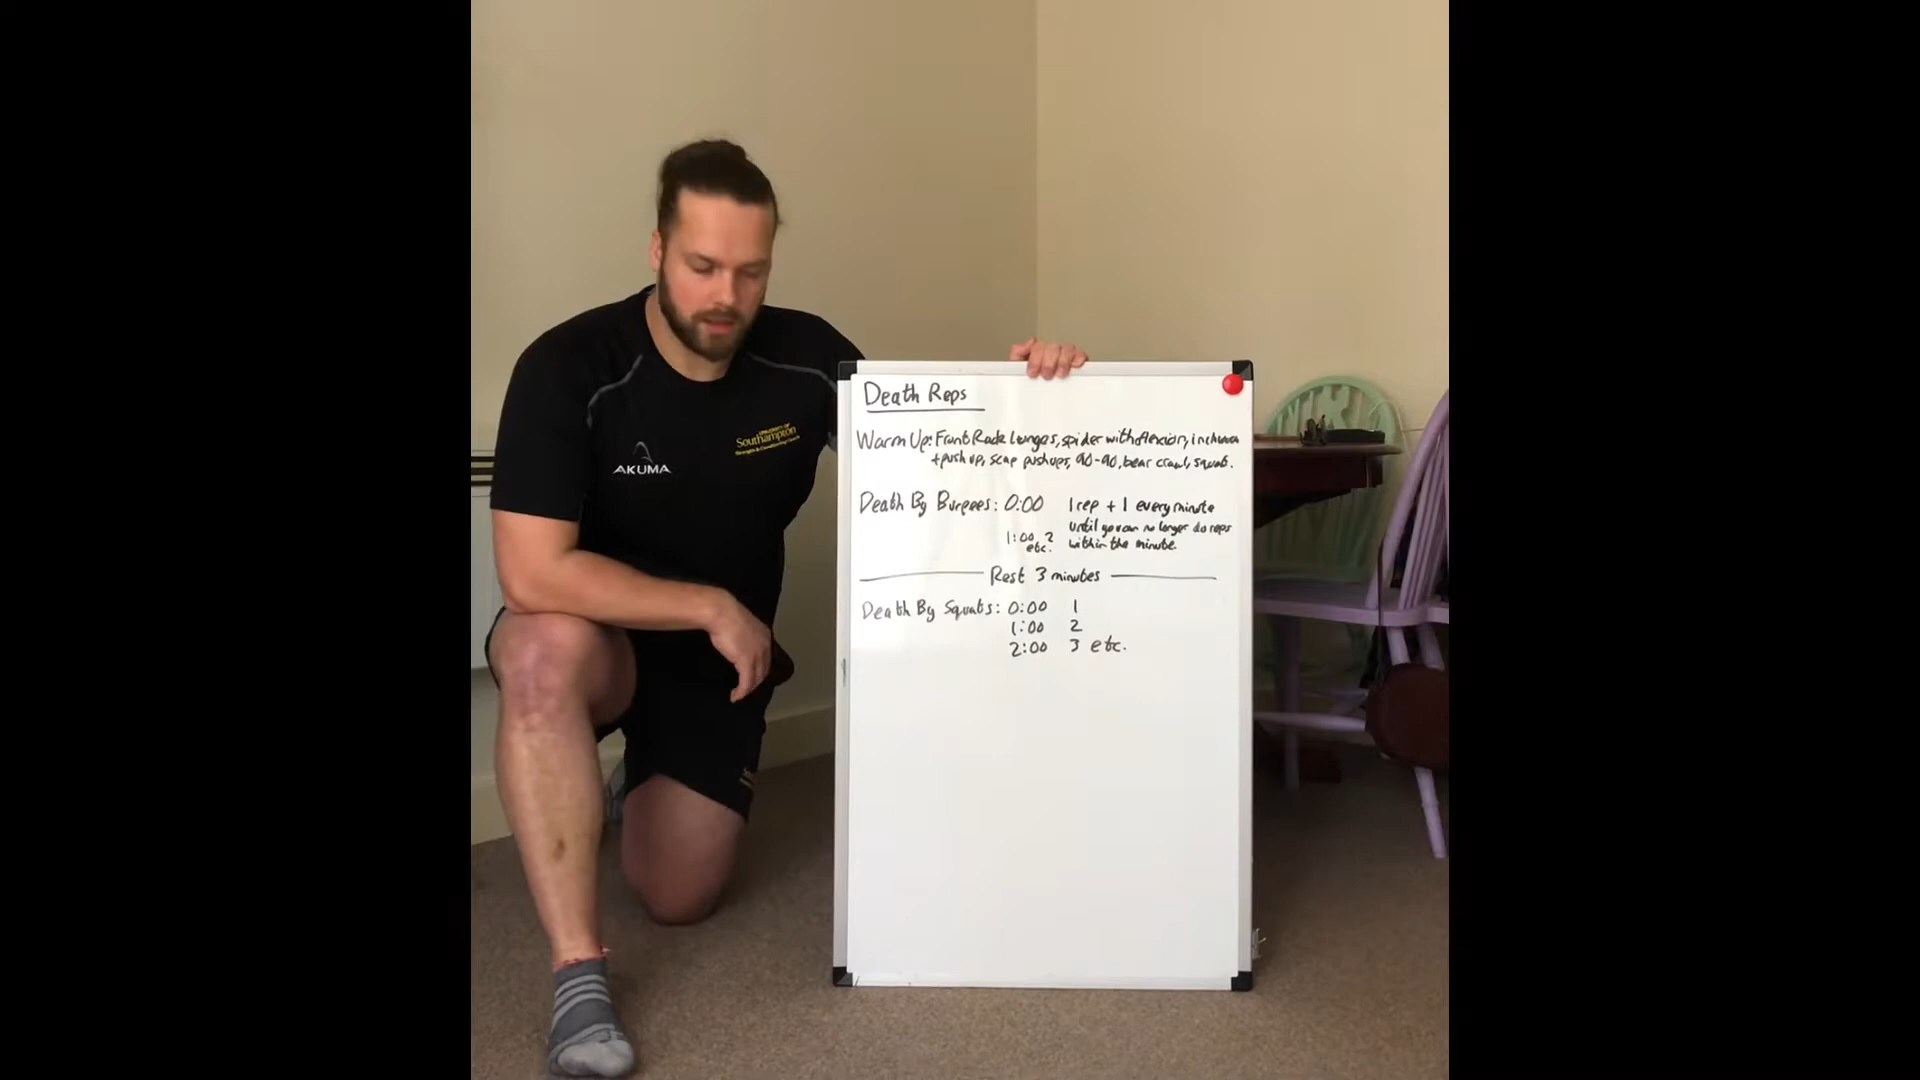 Death Reps
Warm Up: Front Rack Lunges, spider with flexion, inchworm
+ push up, scap pushups, 90-90, bear crawl, squat.
Death By Burpees: 0:00 1 rep + 1 every minute
until you can no longer do reps
1:00 2
within the minute.
etc.
Rest 3 minutes
Death By Squats: 0:00 1
1:00 2
2:00 3 etc.
UNIVERSITY OF
Southampton
AKUMA